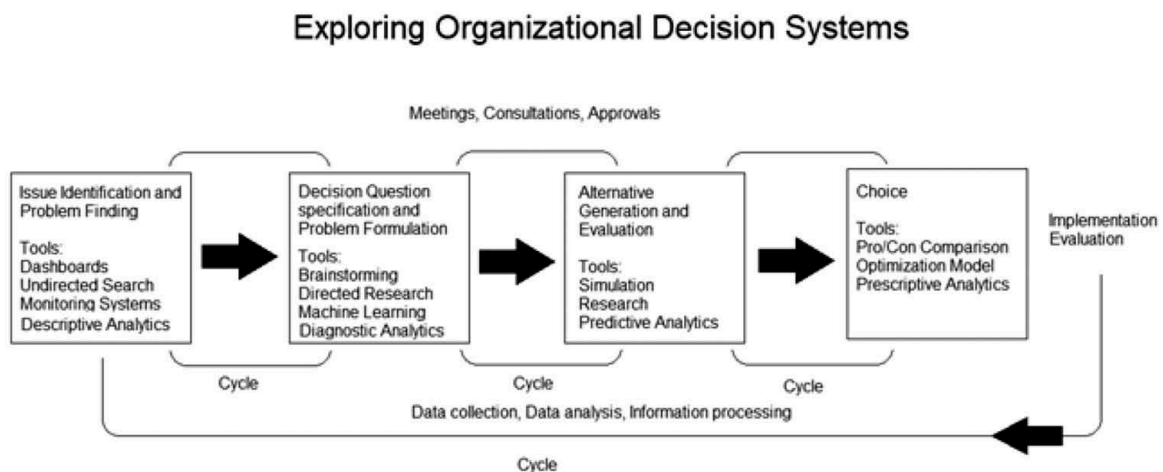 Exploring Organizational Decision Systems
Meetings, Consultations, Approvals
Issue Identification and
Problem Finding
Tools:
Dashboards
Undirected Search
Monitoring Systems
Descriptive Analytics
Decision Question
specification and
Problem Formulation
Tools:
Brainstorming
Directed Research
Machine Learning
Diagnostic Analytics
Alternative
Generation and
Evaluation
Tools:
Simulation
Research
Predictive Analytics
Choice
Tools:
Pro/Con Comparison
Optimization Model
Prescriptive Analytics
Implementation
Evaluation
Cycle
Cycle
Cycle
Data collection, Data analysis, Information processing
Cycle